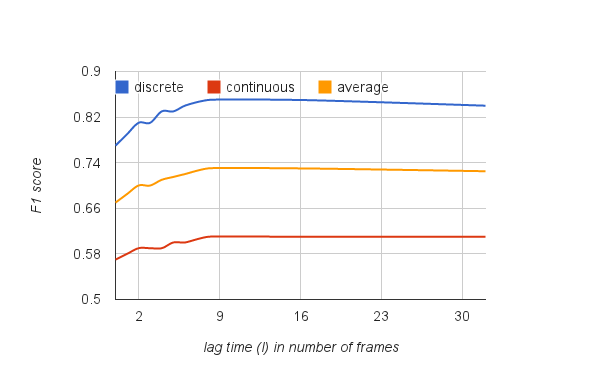 0.9
discrete continuous average
0.82
0.74
0.66
0.58
0.5
F1 score
2 9 16 23 30
lag time (l) in number of frames